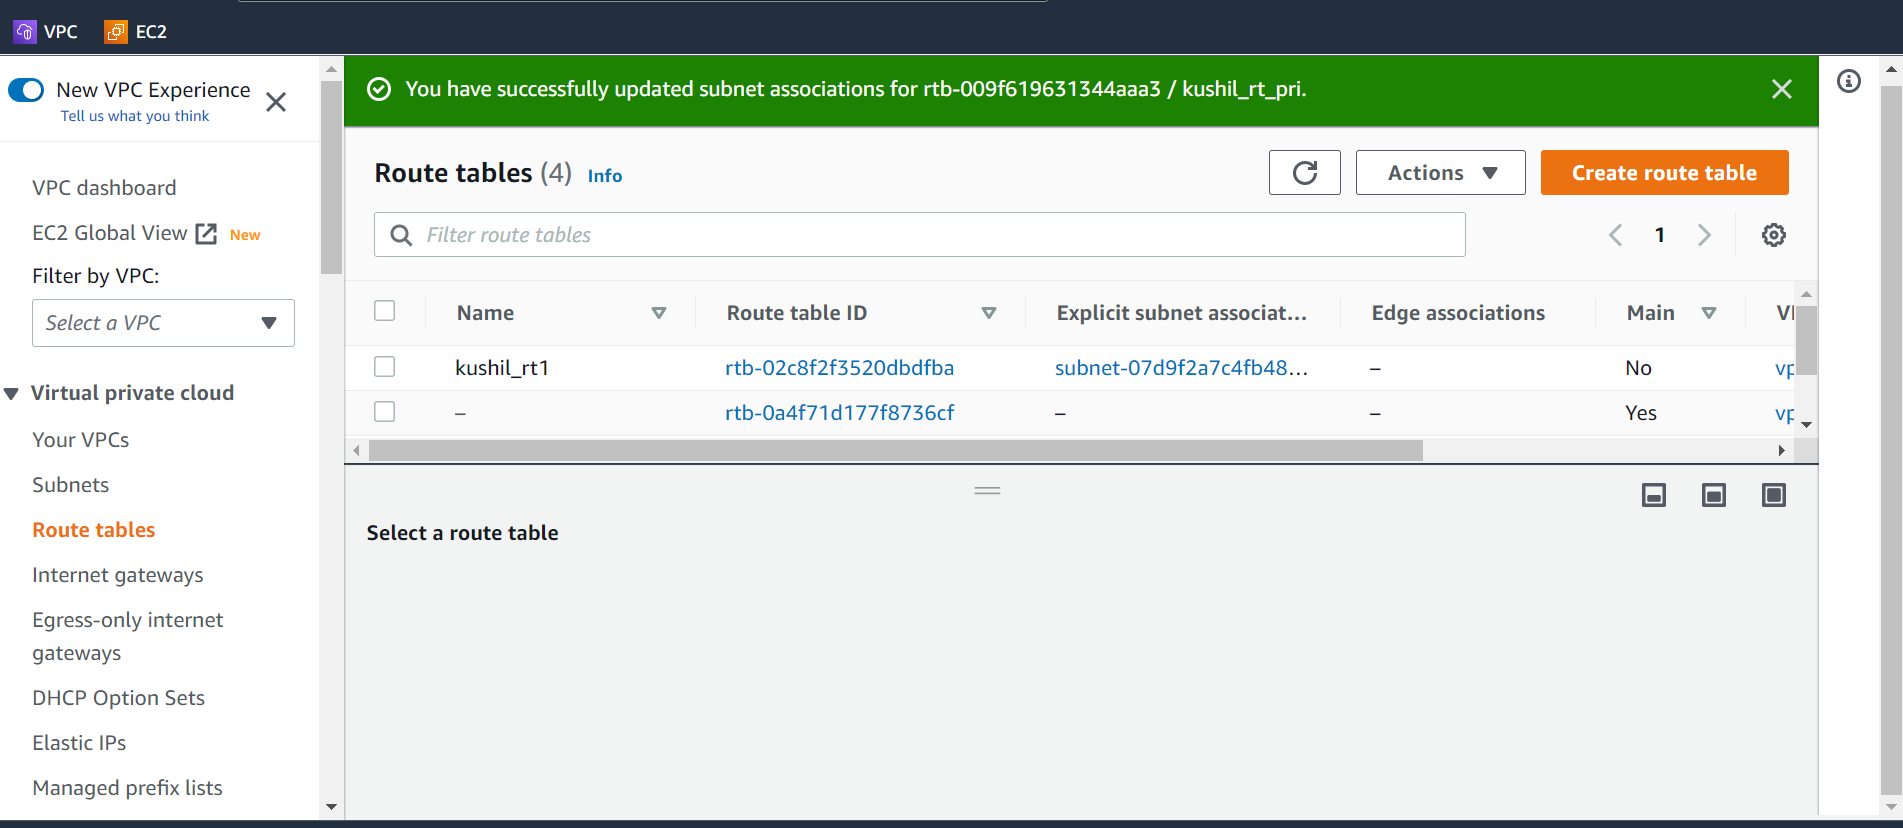 VPC EC2
New VPC Experience
Tell us what you think
VPC dashboard
EC2 Global View New
Filter by VPC:
Select a VPC
Virtual private cloud
Your VPCs
Subnets
Route tables
Internet gateways
Egress-only internet
gateways
DHCP Option Sets
Elastic IPs
Managed prefix lists
You have successfully updated subnet associations for rtb-009f619631344aaa3 / kushil_rt_pri.
Route tables (4) Info
Actions
Create route table
Filter route tables
1
Name Route table ID Explicit subnet associat... Edge associations Main
kushil_rt1 rtb-02c8f2f3520dbdfba subnet-07d9f2a7c4fb48... – No vp
– rtb-0a4f71d177f8736cf – – Yes vp
Select a route table